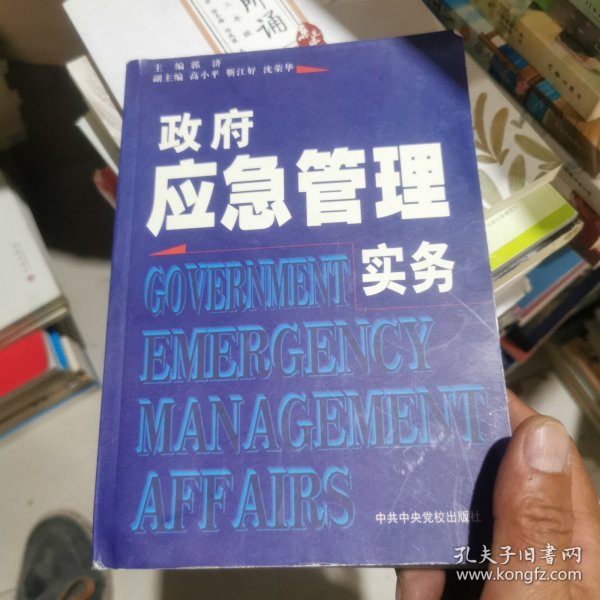 所诵
主 编 郭 济
副主编 高小平 靳江好 沈荣华
政府
应急管理
实务
GOVERNMENT
EMERGENCY
MANAGEMENT
AFFAIRS
中共中央党校出版社
孔夫子旧书网
www.kongfz.com